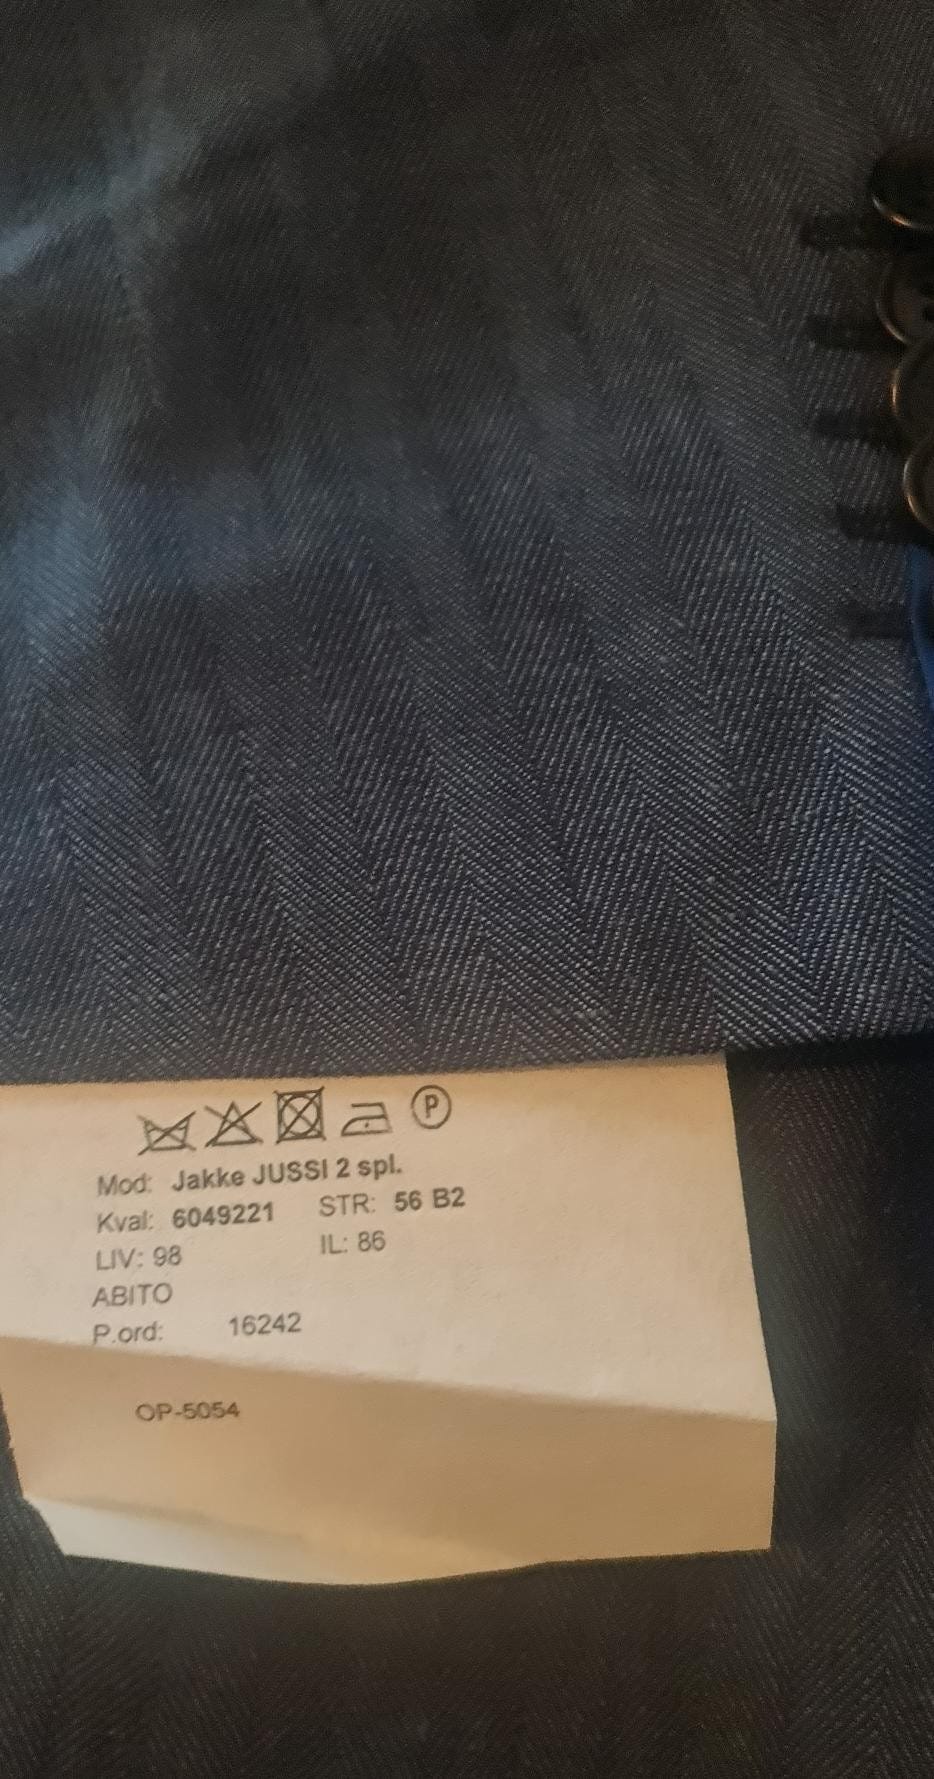 P
Mod: Jakke JUSSI 2 spl.
Kval: 6049221 STR: 56 B2
LIV: 98 IL: 86
ABITO
P.ord: 16242
OP-5054